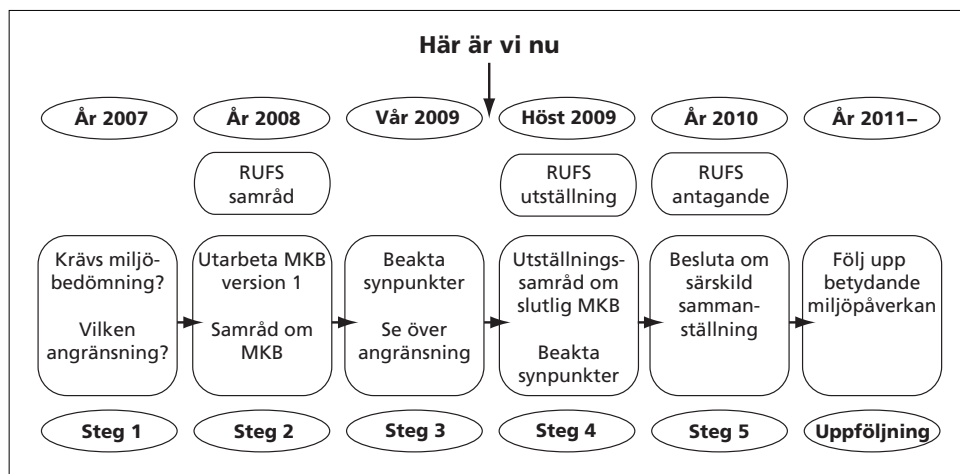 Här är vi nu
År 2007
År 2008
Vår 2009
Höst 2009
År 2010
År 2011–
RUFS
samråd
RUFS
utställning
RUFS
antagande
Krävs miljö-
bedömning?
Vilken
angränsning?
Utarbeta MKB
version 1
Samråd om
MKB
Beakta
synpunkter
Se över
angränsning
Utställnings-
samråd om
slutlig MKB
Beakta
synpunkter
Besluta om
särskild
samman-
ställning
Följ upp
betydande
miljöpåverkan
Steg 1
Steg 2
Steg 3
Steg 4
Steg 5
Uppföljning